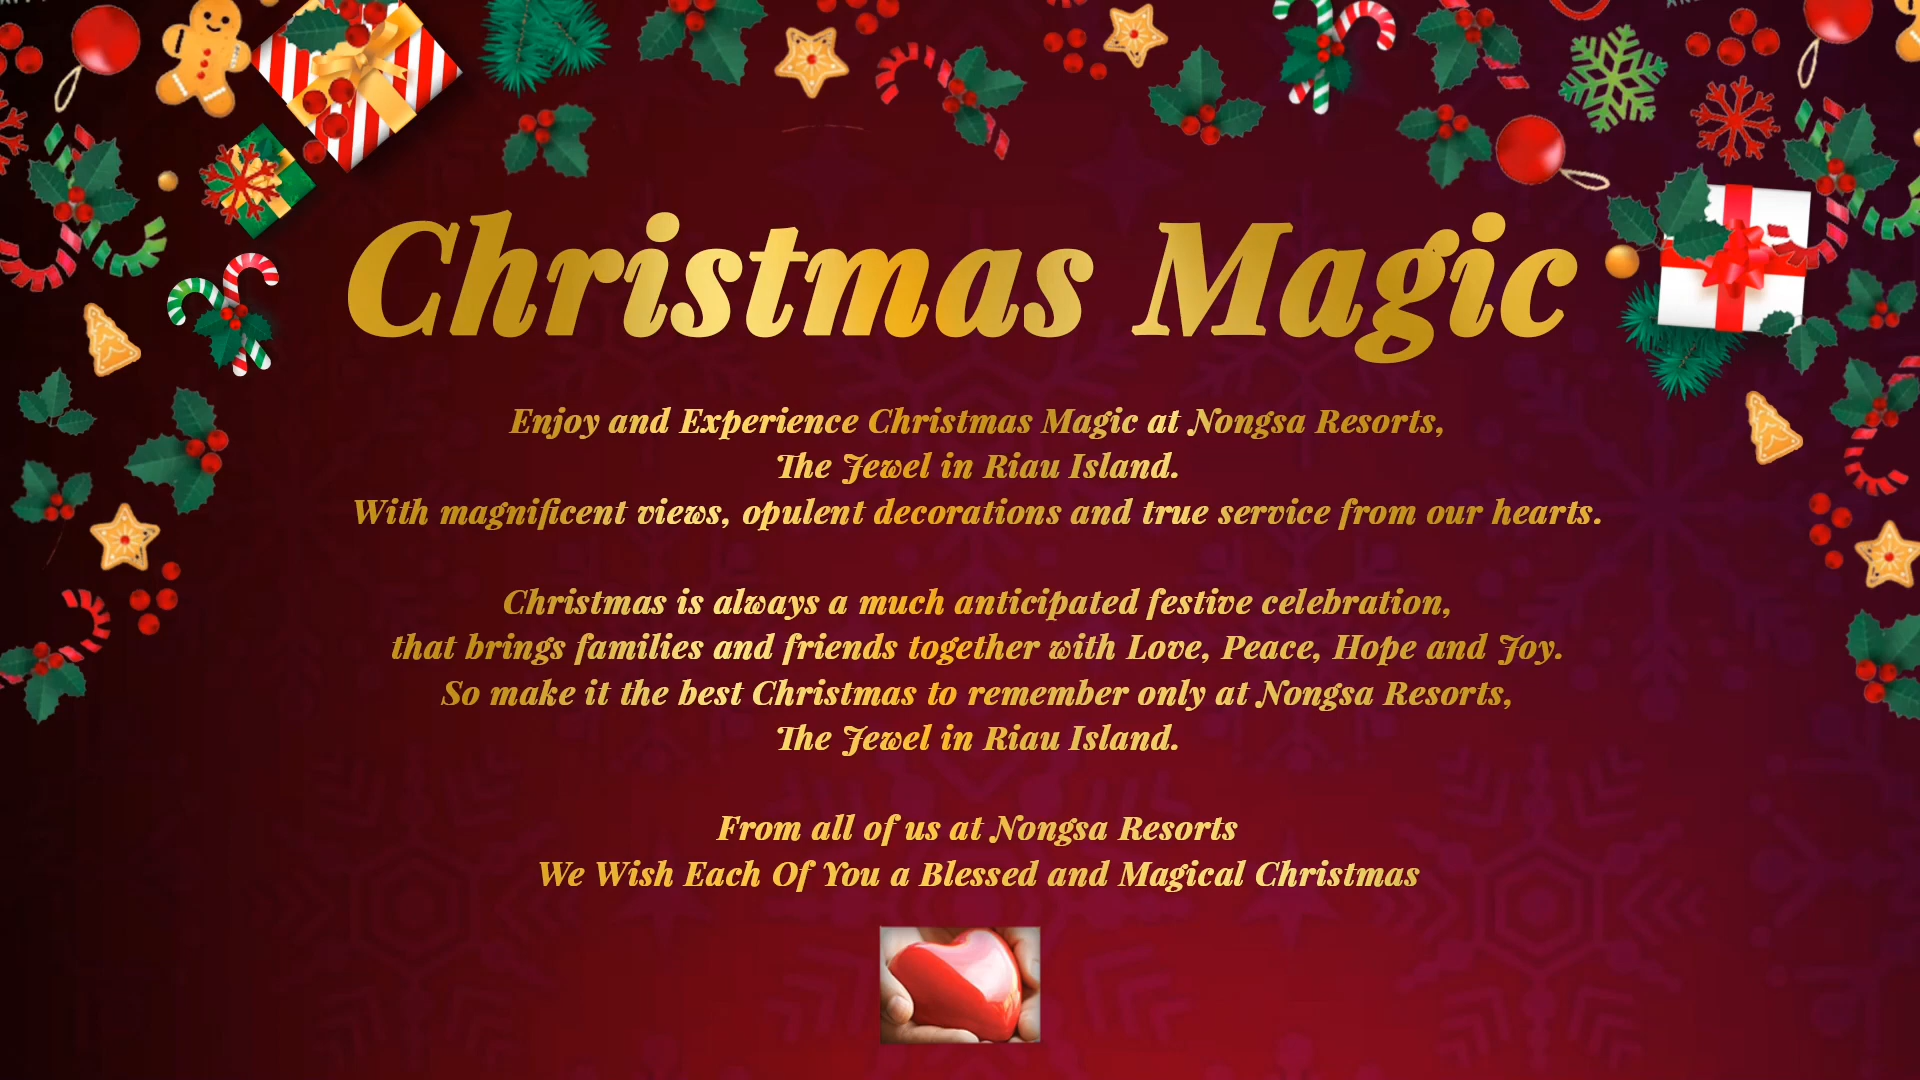 Christmas Magic
Enjoy and Experience Christmas Magic at Nongsa Resorts,
The Jewel in Riau Island.
With magnificent views, opulent decorations and true service from our hearts.
Christmas is always a much anticipated festive celebration,
that brings families and friends together with Love, Peace, Hope and Joy.
So make it the best Christmas to remember only at Nongsa Resorts,
The Jewel in Riau Island.
From all of us at Nongsa Resorts
We Wish Each Of You a Blessed and Magical Christmas